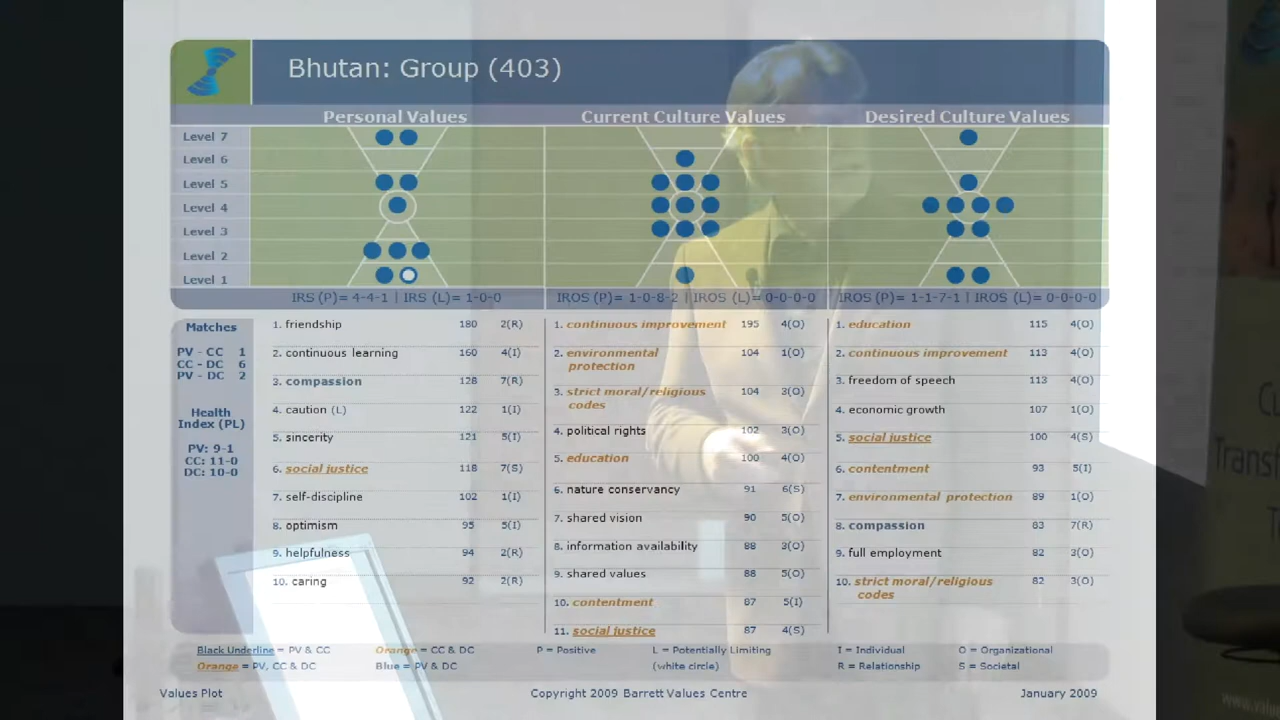 Bhutan: Group (403)
Personal Values
Current Culture Values
Desired Culture Values
Level 7
Level 6
Level 5
Level 4
Level 3
Level 2
Level 1
IRS (P)= 4-4-1 | IRS (L)= 1-0-0
IROS (P)= 1-0-8-2 | IROS (L)=0-0-0-0
IROS (P)= 1-1-7-1 | IROS (L)= 0-0-0-0
Matches
PV - CC 1
CC - DC 6
PV - DC 2
Health
Index (PL)
PV: 9-1
CC: 11-0
DC: 10-0
1. friendship 180 2(R)
2. continuous learning 160 4(I)
3. compassion 128 7(R)
4. caution (L) 122 1(I)
5. sincerity 121 5(I)
6. social justice 118 7(S)
7. self-discipline 102 1(I)
8. optimism 95 5(I)
9. helpfulness 94 2(R)
10. caring 92 2(R)
1. continuous improvement 195 4(O)
2. environmental 104 1(O)
protection
3. strict moral/religious 104 3(O)
codes
4. political rights 102 3(O)
5. education 100 4(O)
6. nature conservancy 91 6(S)
7. shared vision 90 5(O)
8. information availability 88 3(O)
9. shared values 88 5(O)
10. contentment 87 5(I)
11. social justice 87 4(S)
1. education 115 4(O)
2. continuous improvement 113 4(O)
3. freedom of speech 113 4(O)
4. economic growth 107 1(O)
5. social justice 100 4(S)
6. contentment 93 5(I)
7. environmental protection 89 1(O)
8. compassion 83 7(R)
9. full employment 82 3(O)
10. strict moral/religious 82 3(O)
codes
Black Underline = PV & CC
Orange = CC & DC
P = Positive
L = Potentially Limiting
I = Individual
O = Organizational
Orange = PV, CC & DC
Blue = PV & DC
(white circle)
R = Relationship
S = Societal
Values Plot
Copyright 2009 Barrett Values Centre
January 2009